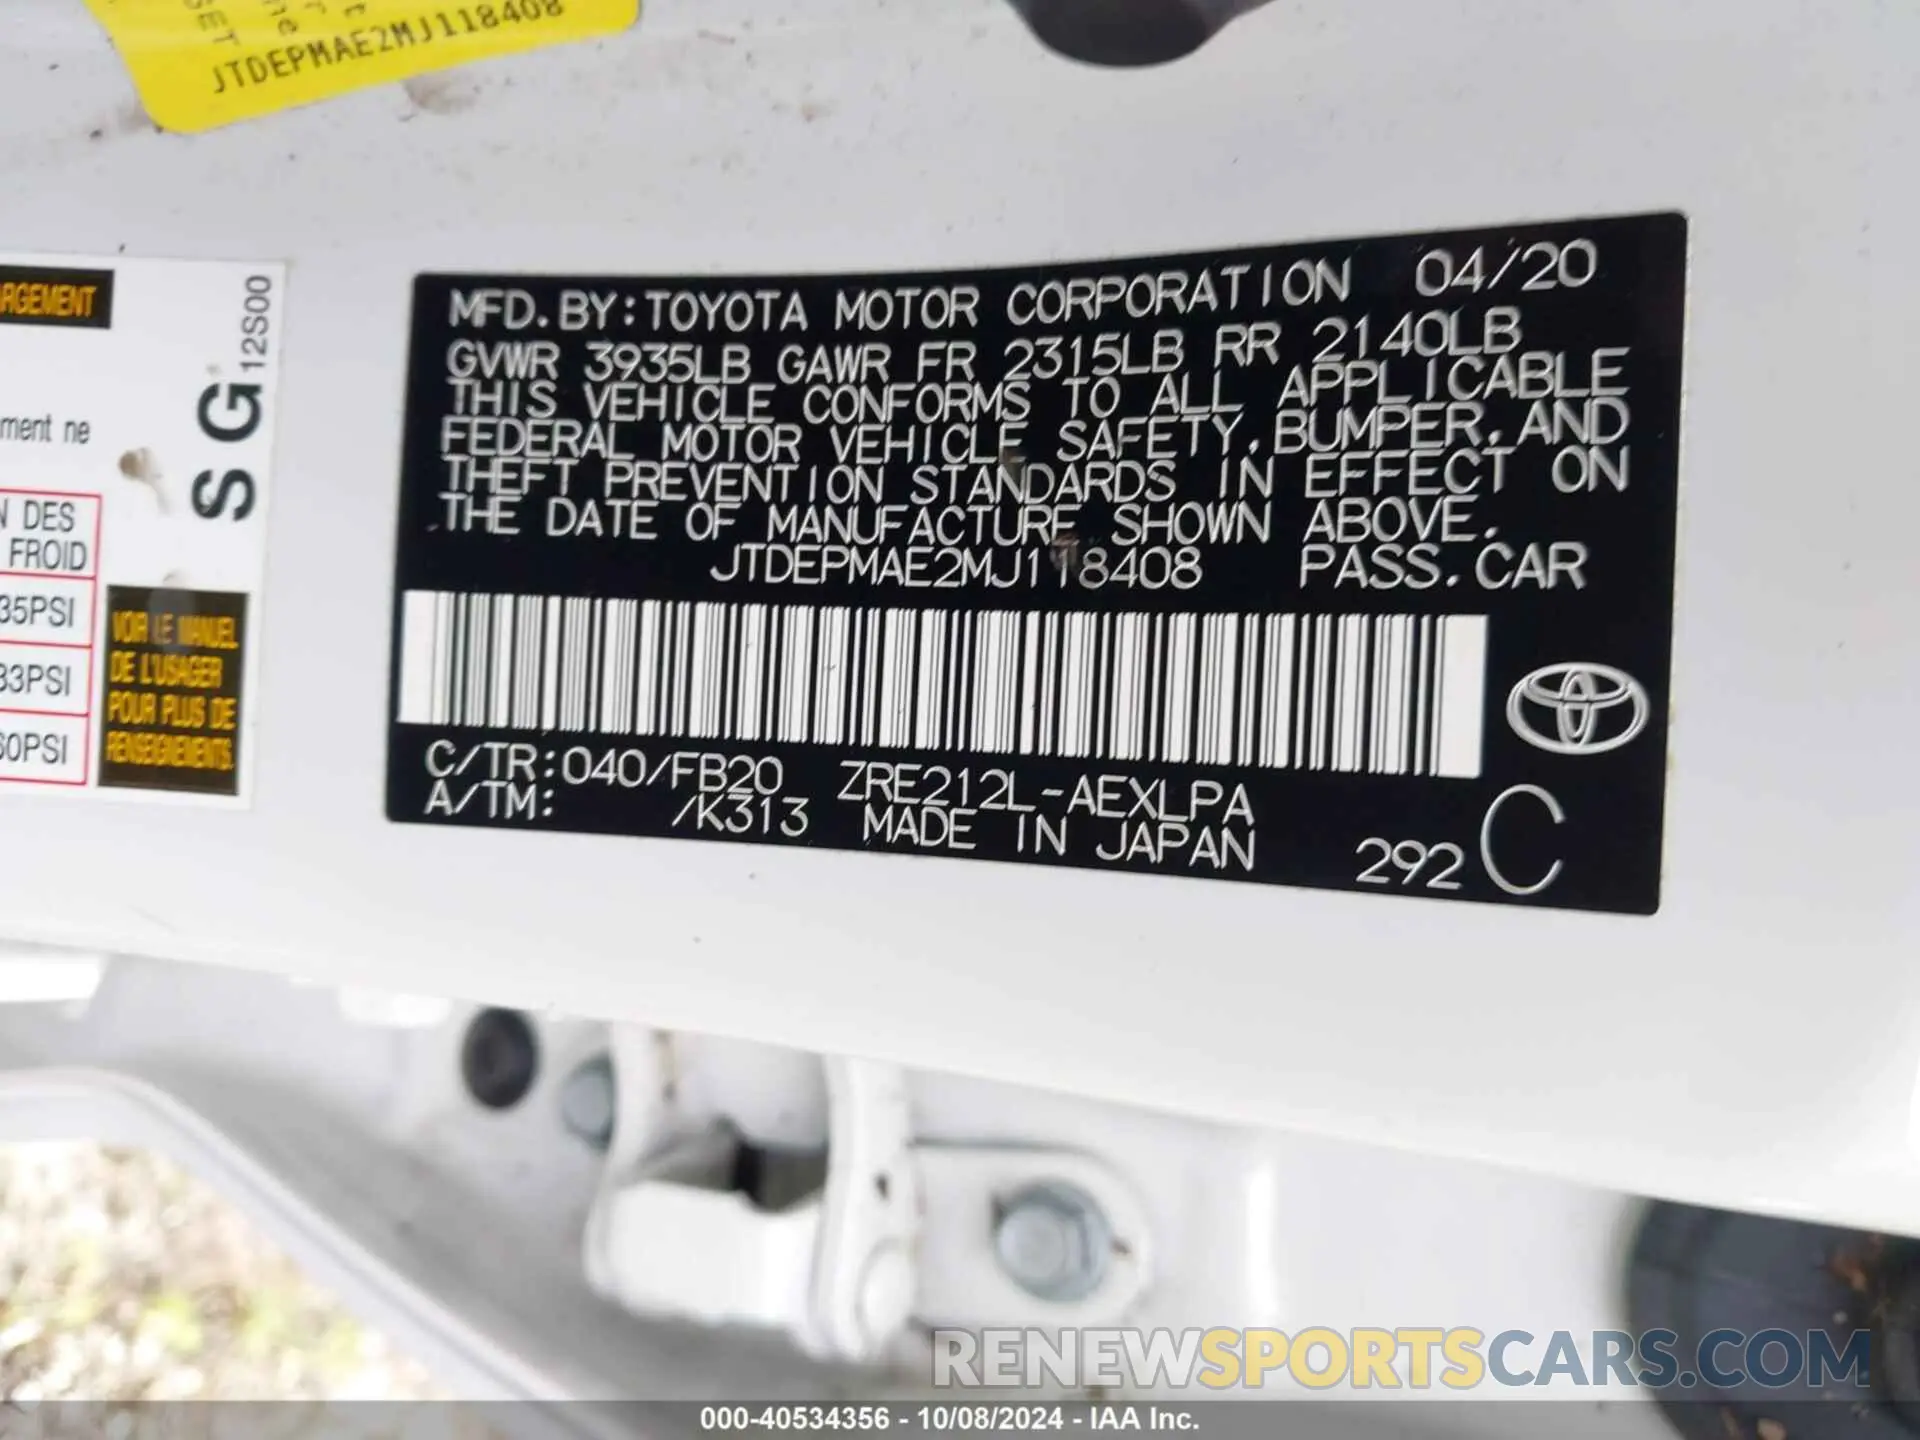 SET
JTDEPMAE2MJ118408
MFD. BY: TOYOTA MOTOR CORPORATION 04/20
GVWR 3935LB GAWR FR 2315LB RR 2140LB
THIS VEHICLE CONFORMS TO ALL APPLICABLE
FEDERAL MOTOR VEHICLE SAFETY, BUMPER, AND
THEFT PREVENTION STANDARDS IN EFFECT ON
THE DATE OF MANUFACTURE SHOWN ABOVE.
JTDEPMAE2MJ118408 PASS. CAR
C/TR: 040/FB20 ZRE212L-AEXLPA
A/TM: /K313 MADE IN JAPAN
292 C
SG
12S00
ne
DES
FROID
35PSI
33PSI
60PSI
VOIR LE MANUEL
DE L'USAGER
POUR PLUS DE
RENSEIGNEMENTS.
RENEWSPORTSCARS.COM
000-40534356 - 10/08/2024 - IAA Inc.